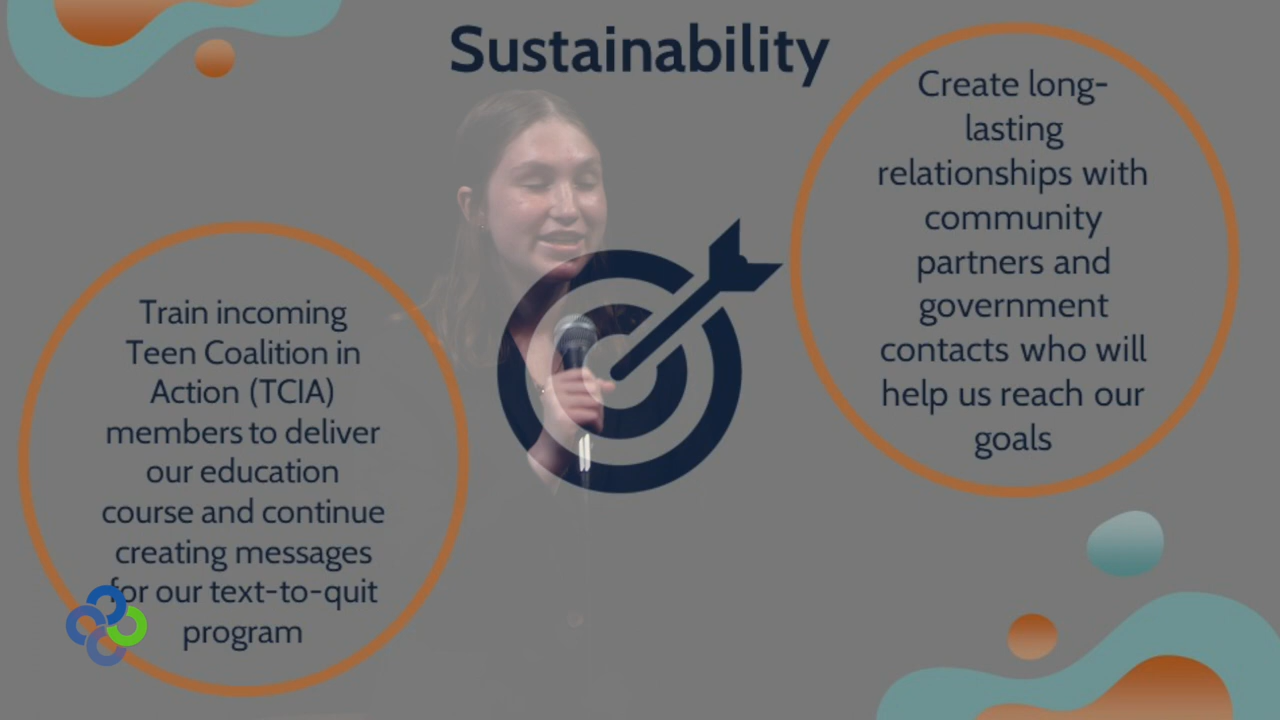 Sustainability
Train incoming
Teen Coalition in
Action (TCIA)
members to deliver
our education
course and continue
creating messages
for our text-to-quit
program
Create long-
lasting
relationships with
community
partners and
government
contacts who will
help us reach our
goals